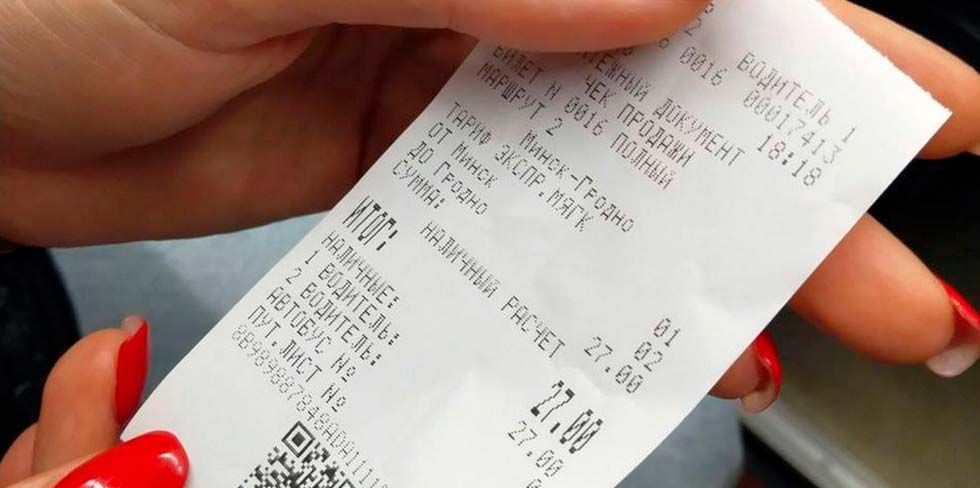 2 ВОДИТЕЛЬ 1
6 0016 00017413
18:18
ДОКУМЕНТ
ЧЕК ПРОДАЖИ
БИЛЕТ N 0016 ПОЛНЫЙ
МАРШРУТ 2
Минск-Гродно
ТАРИФ ЭКСПР.МЯГК
ОТ Минск 01
ДО Гродно 02
СУММА: 27.00
НАЛИЧНЫЙ РАСЧЕТ
ИТОГ: 27.00
НАЛИЧНЫЕ: 27.00
1 ВОДИТЕЛЬ:
2 ВОДИТЕЛЬ:
АВТОБУС №
ПУТ.ЛИСТ №